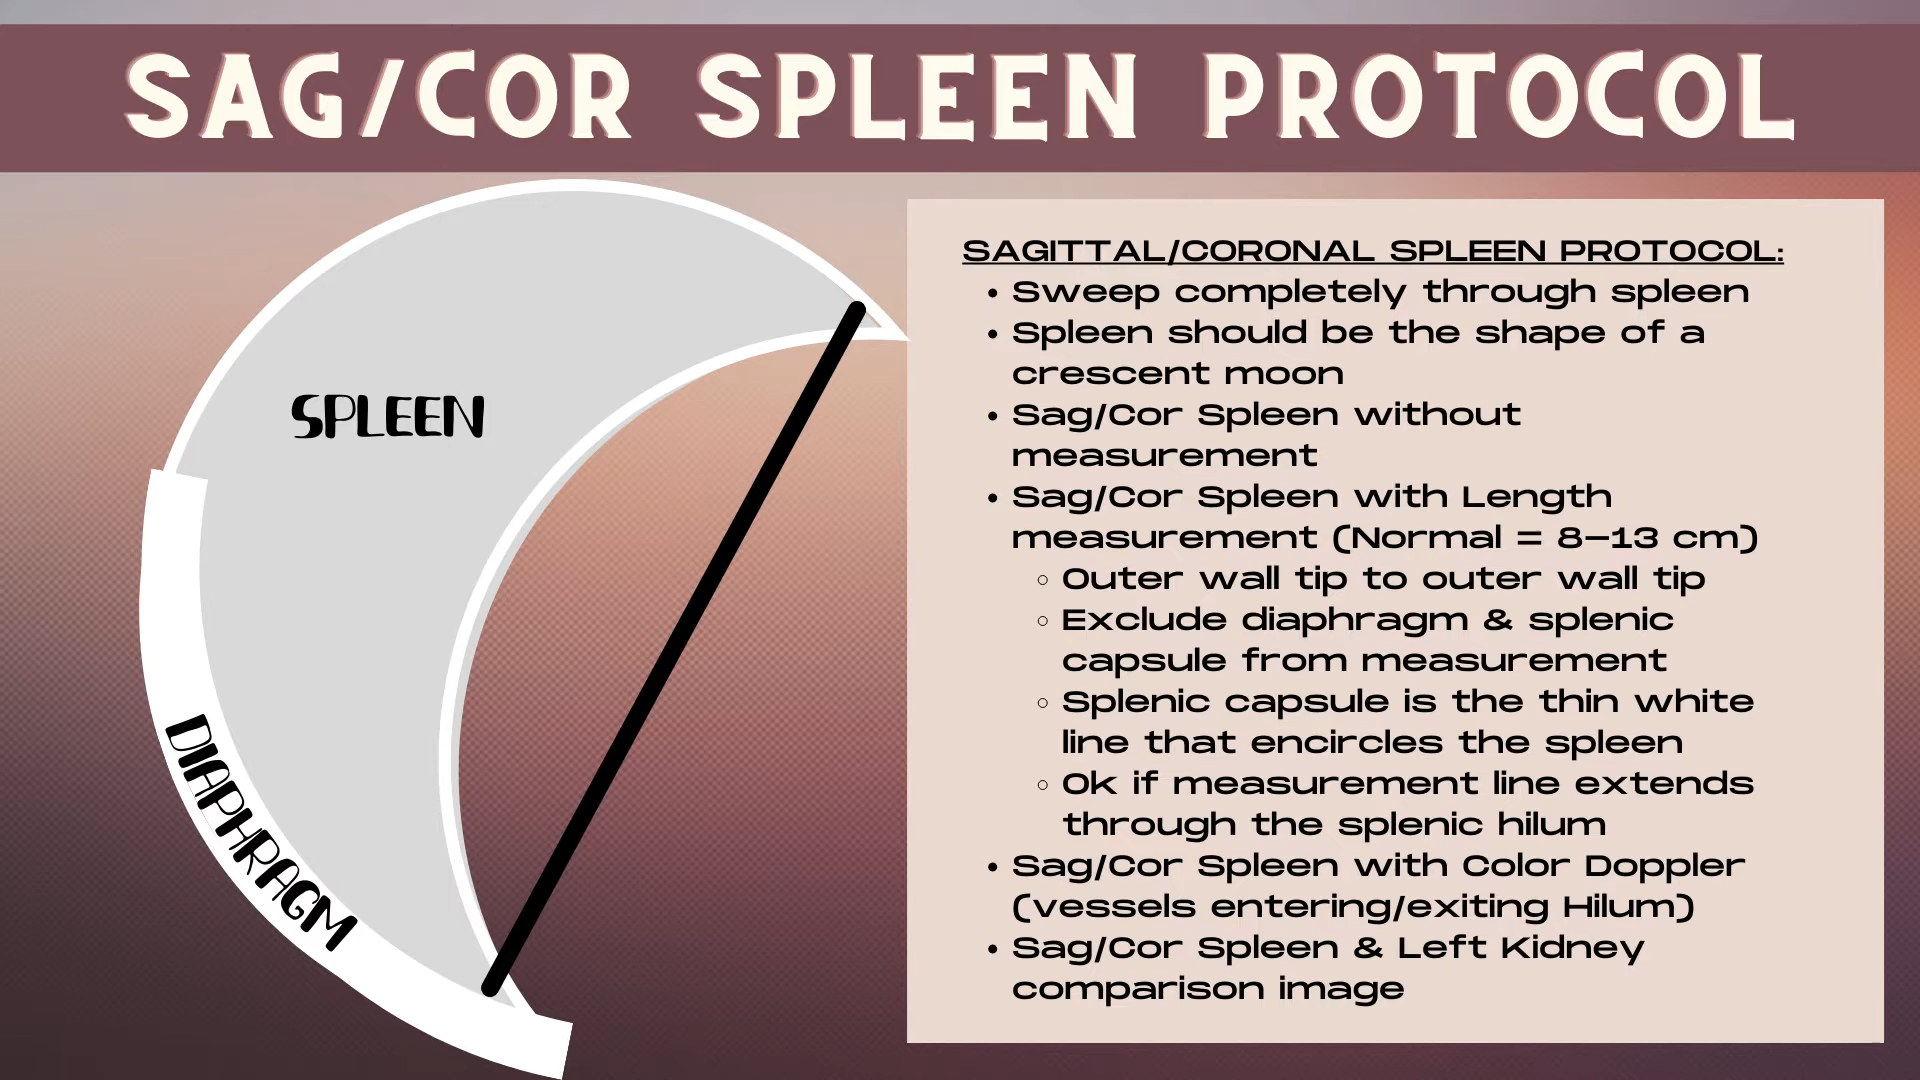 SAG/COR SPLEEN PROTOCOL
SPLEEN
DIAPHRAGM
SAGITTAL/CORONAL SPLEEN PROTOCOL:
• Sweep completely through spleen
• Spleen should be the shape of a
crescent moon
• Sag/Cor Spleen without
measurement
• Sag/Cor Spleen with Length
measurement (Normal = 8–13 cm)
◦ Outer wall tip to outer wall tip
◦ Exclude diaphragm & splenic
capsule from measurement
◦ Splenic capsule is the thin white
line that encircles the spleen
◦ Ok if measurement line extends
through the splenic hilum
• Sag/Cor Spleen with Color Doppler
(vessels entering/exiting Hilum)
• Sag/Cor Spleen & Left Kidney
comparison image